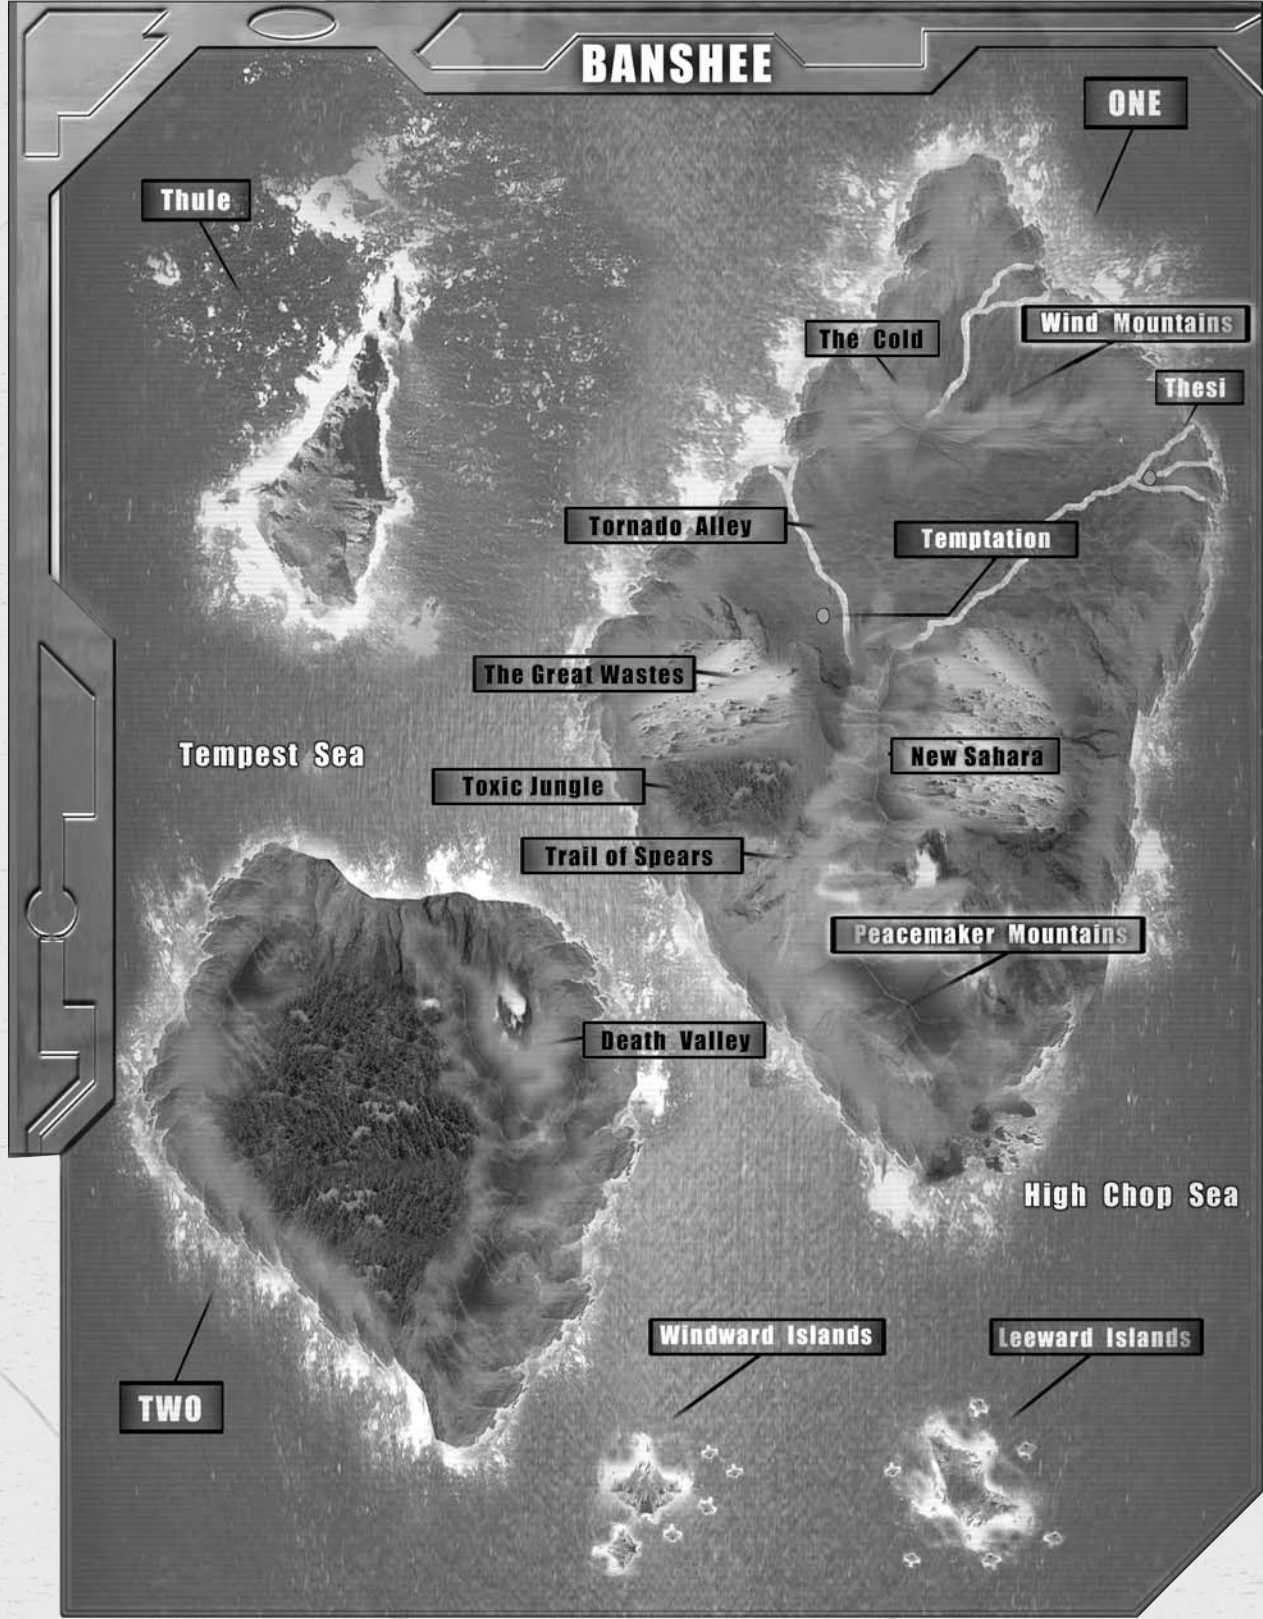 BANSHEE
ONE
Thule
The Cold
Wind Mountains
Thesi
Tornado Alley
Temptation
The Great Wastes
Tempest Sea
New Sahara
Toxic Jungle
Trail of Spears
Peacemaker Mountains
Death Valley
High Chop Sea
Windward Islands
Leeward Islands
TWO